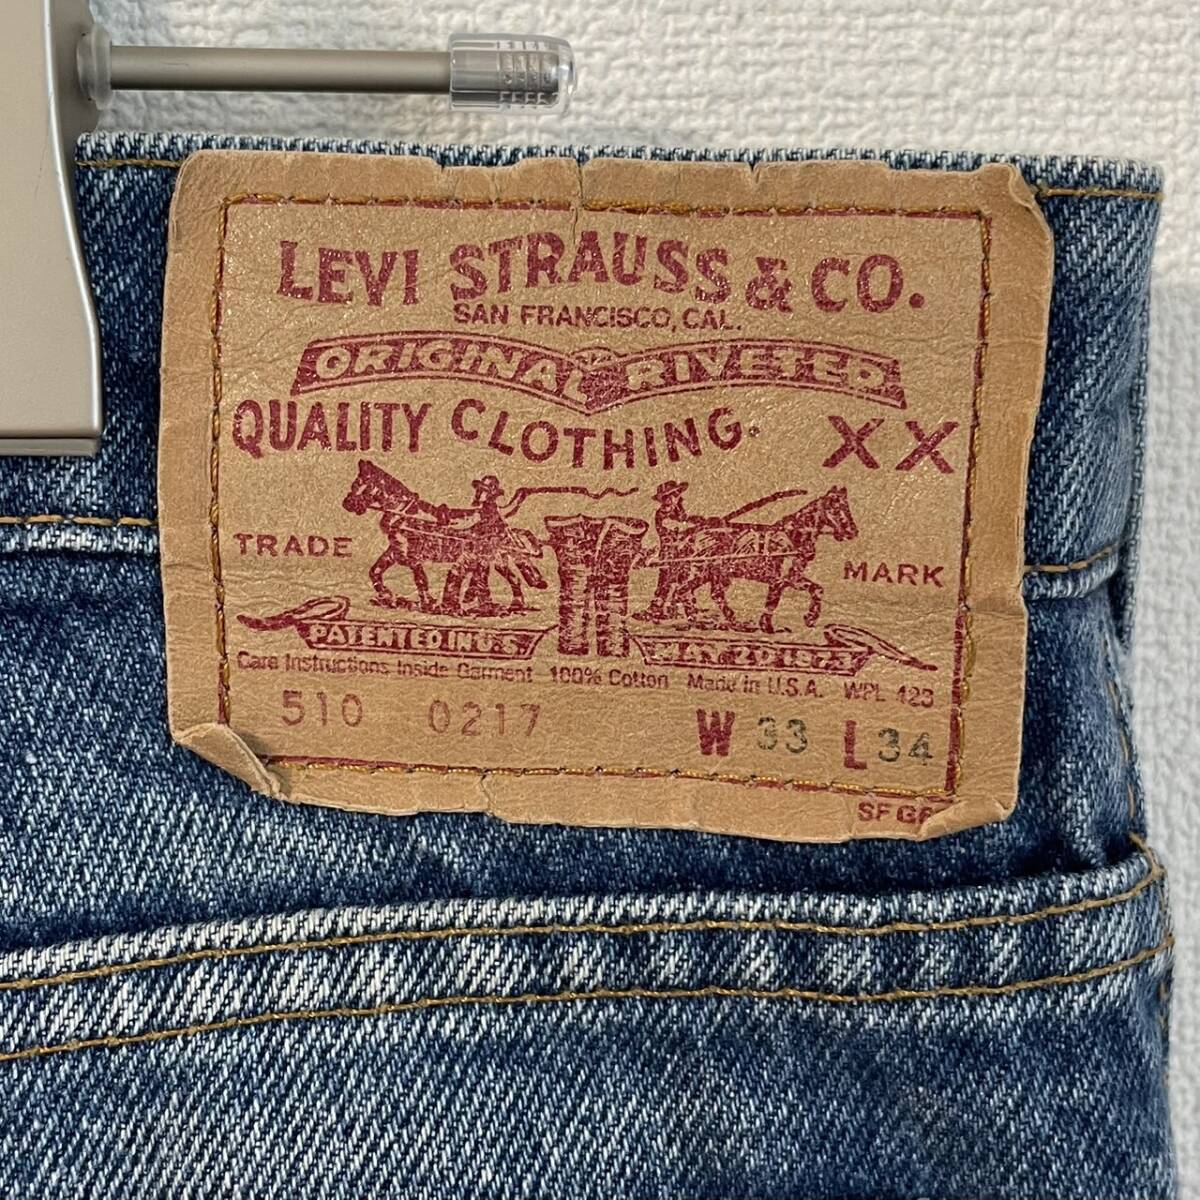 LEVI STRAUSS & CO.
SAN FRANCISCO, CAL.
ORIGINAL RIVETED
QUALITY CLOTHING. XX
TRADE MARK
PATENTED IN U.S. MAY 20 1873
Care Instructions Inside Garment 100% Cotton Made in U.S.A. WPL 423
510 0217 W 33 L 34
SF